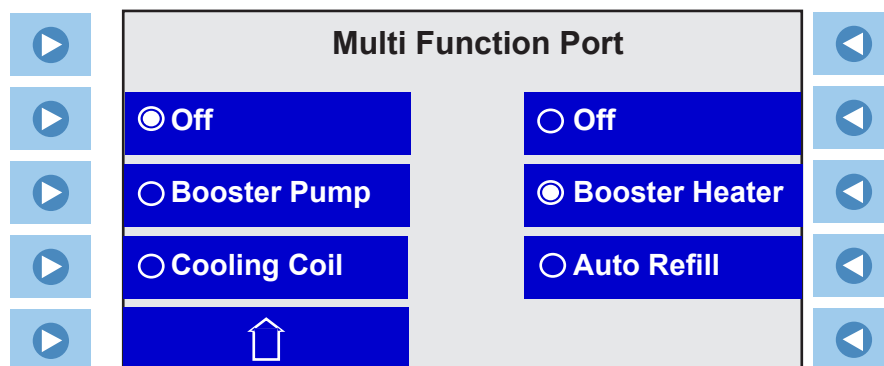 Multi Function Port
Off
Off
Booster Pump
Booster Heater
Cooling Coil
Auto Refill